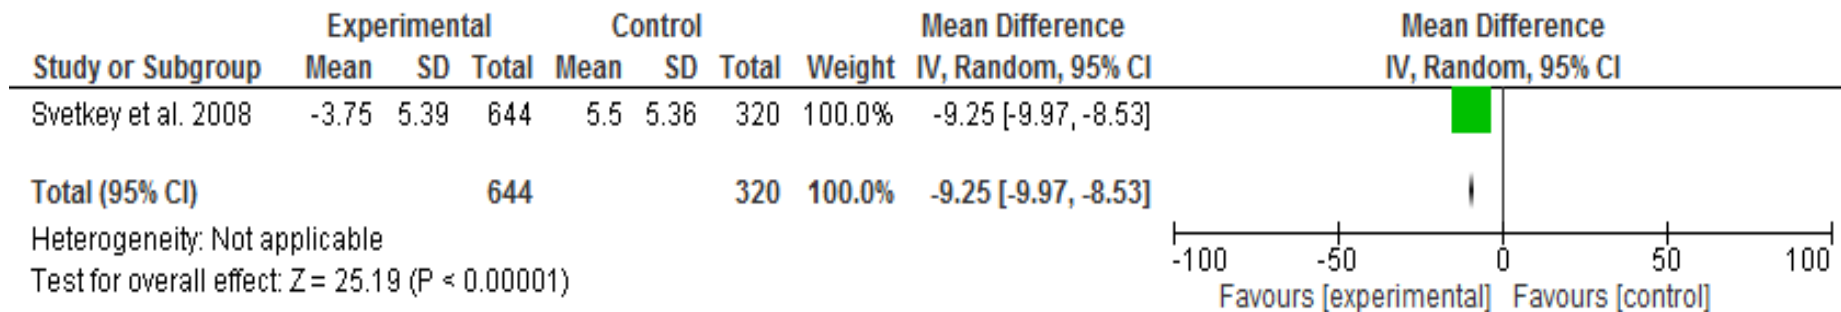 Experimental Control Mean Difference Mean Difference
Study or Subgroup Mean SD Total Mean SD Total Weight IV, Random, 95% CI IV, Random, 95% CI
Svetkey et al. 2008 -3.75 5.39 644 5.5 5.36 320 100.0% -9.25 [-9.97, -8.53]
Total (95% CI) 644 320 100.0% -9.25 [-9.97, -8.53]
Heterogeneity: Not applicable
Test for overall effect: Z = 25.19 (P < 0.00001)
-100 -50 0 50 100
Favours [experimental] Favours [control]